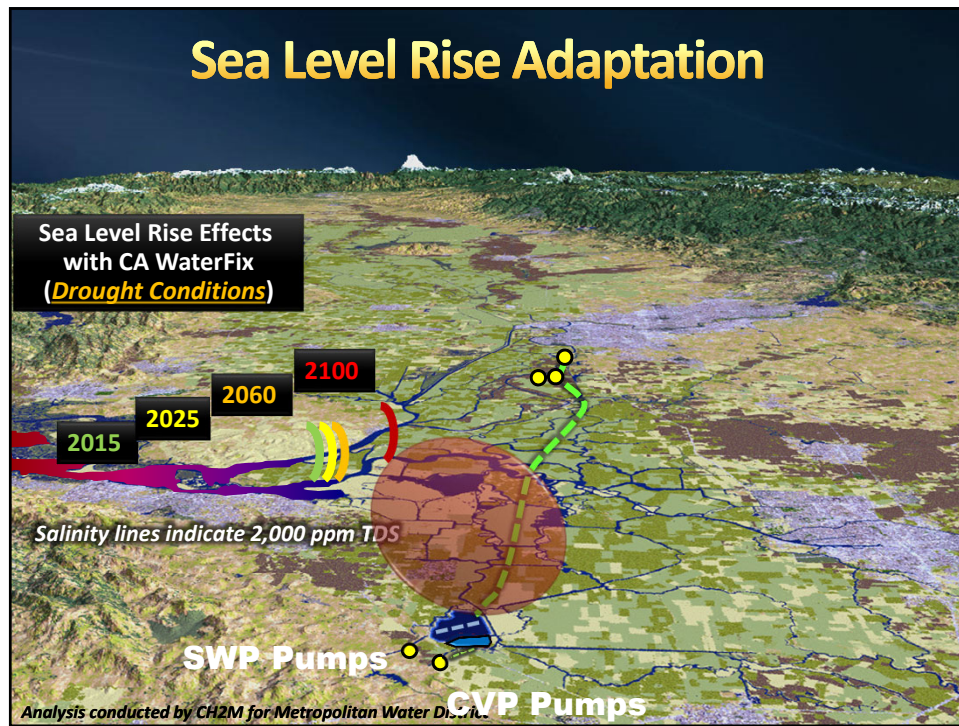 Sea Level Rise Adaptation
Sea Level Rise Effects
with CA WaterFix
(Drought Conditions)
2100
2060
2025
2015
Salinity lines indicate 2,000 ppm TDS
SWP Pumps
CVP Pumps
Analysis conducted by CH2M for Metropolitan Water District